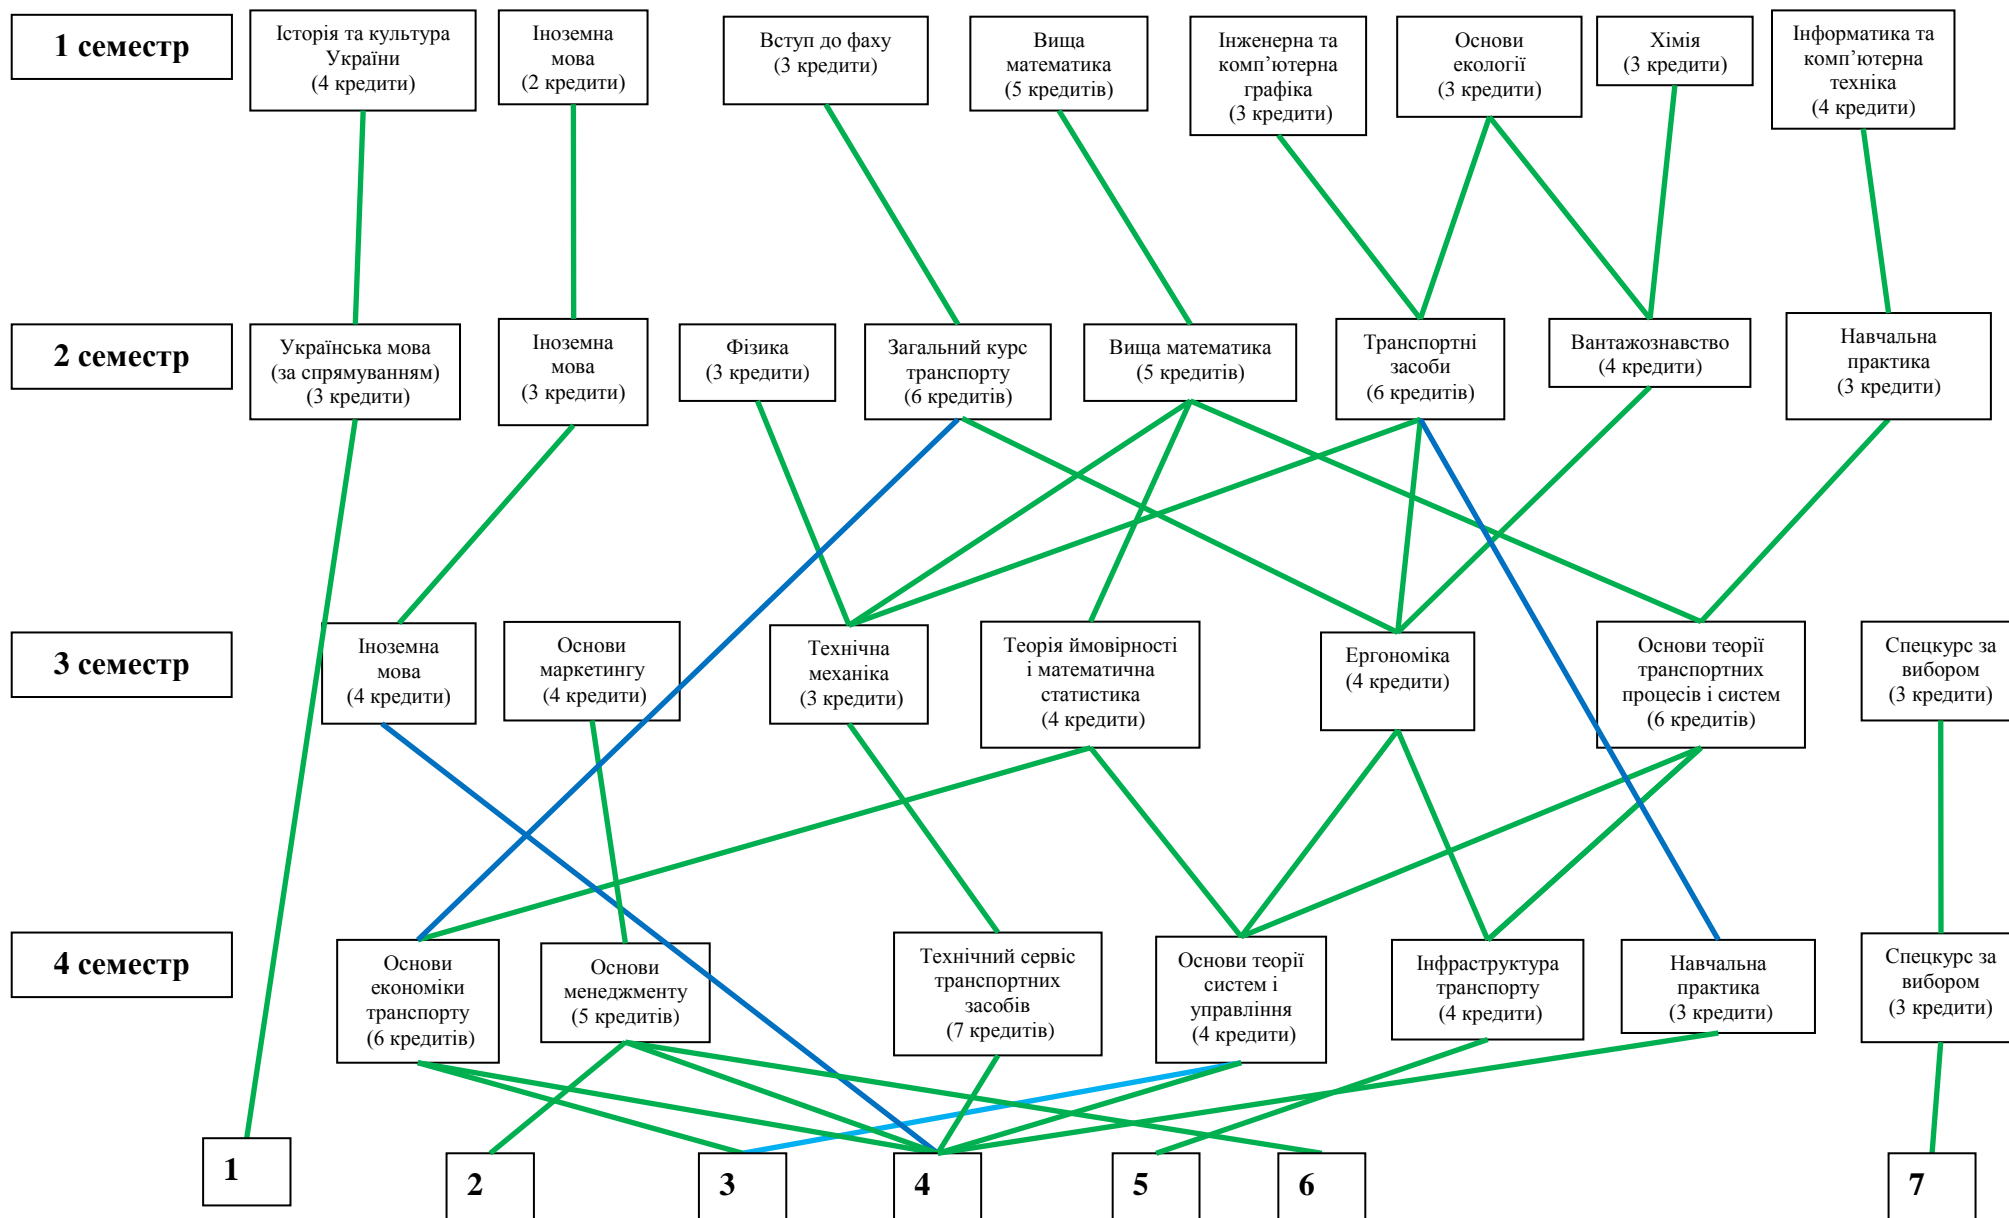 1 семестр
Історія та культура
України
(4 кредити)
Іноземна
мова
(2 кредити)
Вступ до фаху
(3 кредити)
Вища
математика
(5 кредитів)
Інженерна та
комп’ютерна
графіка
(3 кредити)
Основи
екології
(3 кредити)
Хімія
(3 кредити)
Інформатика та
комп’ютерна
техніка
(4 кредити)
2 семестр
Українська мова
(за спрямуванням)
(3 кредити)
Іноземна
мова
(3 кредити)
Фізика
(3 кредити)
Загальний курс
транспорту
(6 кредитів)
Вища математика
(5 кредитів)
Транспортні
засоби
(6 кредитів)
Вантажознавство
(4 кредити)
Навчальна
практика
(3 кредити)
3 семестр
Іноземна
мова
(4 кредити)
Основи
маркетингу
(4 кредити)
Технічна
механіка
(3 кредити)
Теорія ймовірності
і математична
статистика
(4 кредити)
Ергономіка
(4 кредити)
Основи теорії
транспортних
процесів і систем
(6 кредитів)
Спецкурс за
вибором
(3 кредити)
4 семестр
Основи
економіки
транспорту
(6 кредитів)
Основи
менеджменту
(5 кредитів)
Технічний сервіс
транспортних
засобів
(7 кредитів)
Основи теорії
систем і
управління
(4 кредити)
Інфраструктура
транспорту
(4 кредити)
Навчальна
практика
(3 кредити)
Спецкурс за
вибором
(3 кредити)
1
2
3
4
5
6
7